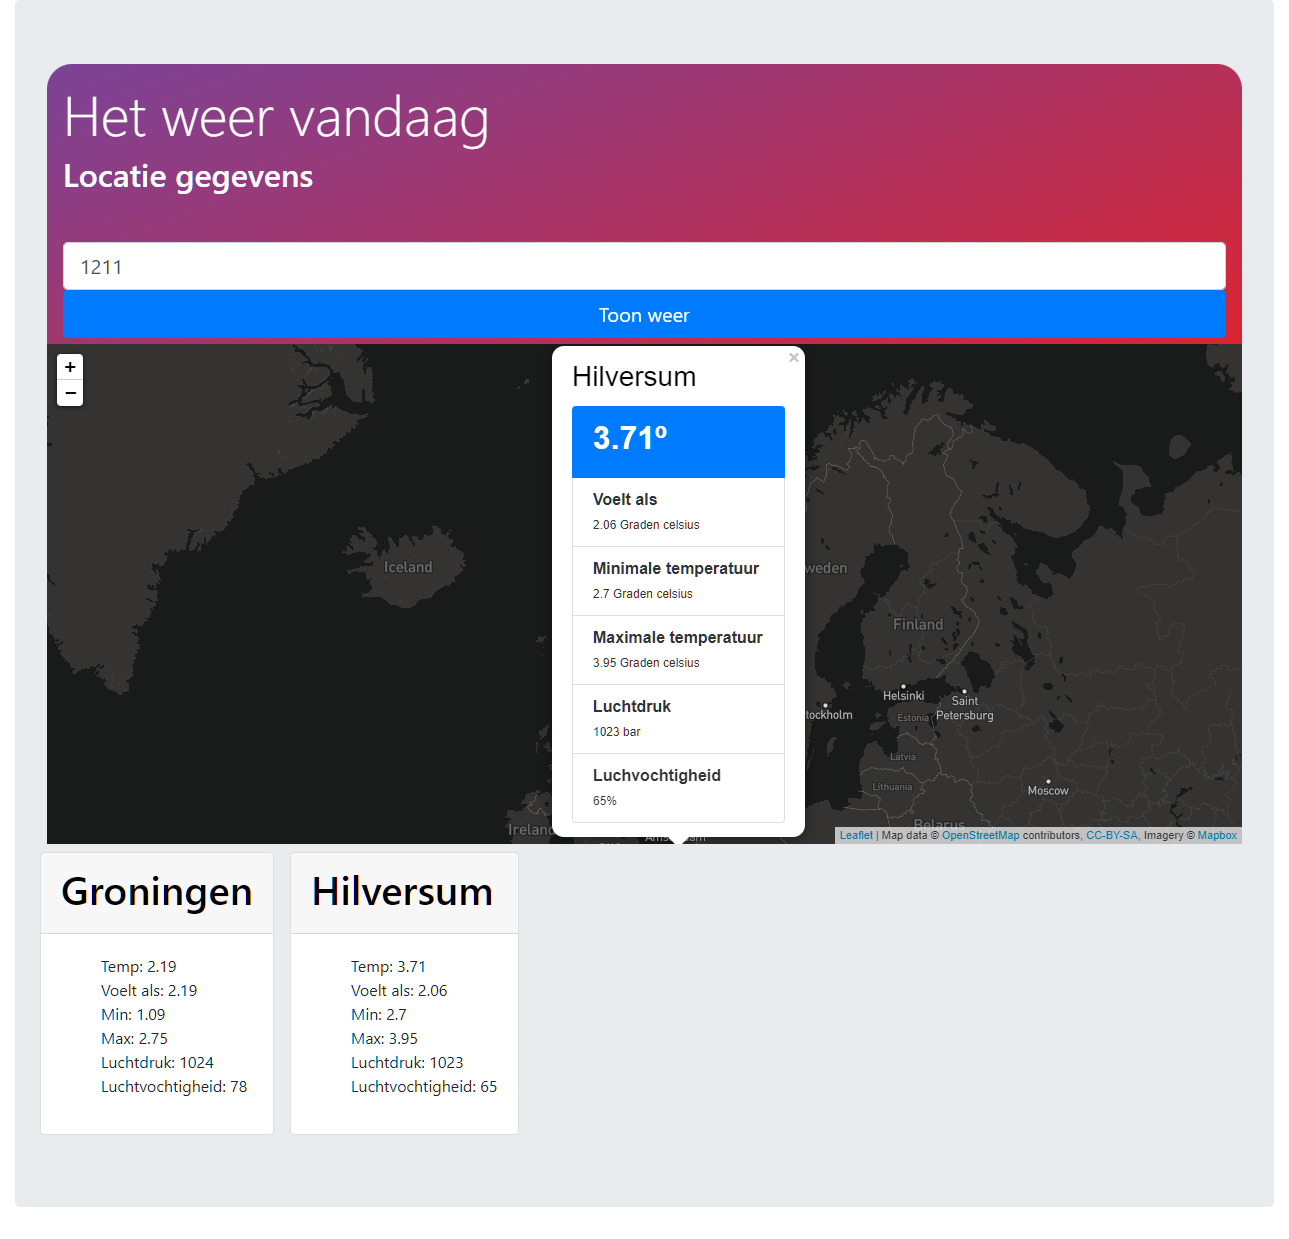 Het weer vandaag
Locatie gegevens
1211
Toon weer
+
−
×
Hilversum
3.71º
Voelt als
2.06 Graden celsius
Minimale temperatuur
2.7 Graden celsius
Maximale temperatuur
3.95 Graden celsius
Luchtdruk
1023 bar
Luchvochtigheid
65%
Iceland
weden
Finland
Helsinki
Saint
Petersburg
tockholm
Estonia
Latvia
Lithuania
Moscow
Belarus
Ireland
Amsterdam
Leaflet | Map data © OpenStreetMap contributors, CC-BY-SA, Imagery © Mapbox
Groningen
Temp: 2.19
Voelt als: 2.19
Min: 1.09
Max: 2.75
Luchtdruk: 1024
Luchtvochtigheid: 78
Hilversum
Temp: 3.71
Voelt als: 2.06
Min: 2.7
Max: 3.95
Luchtdruk: 1023
Luchtvochtigheid: 65